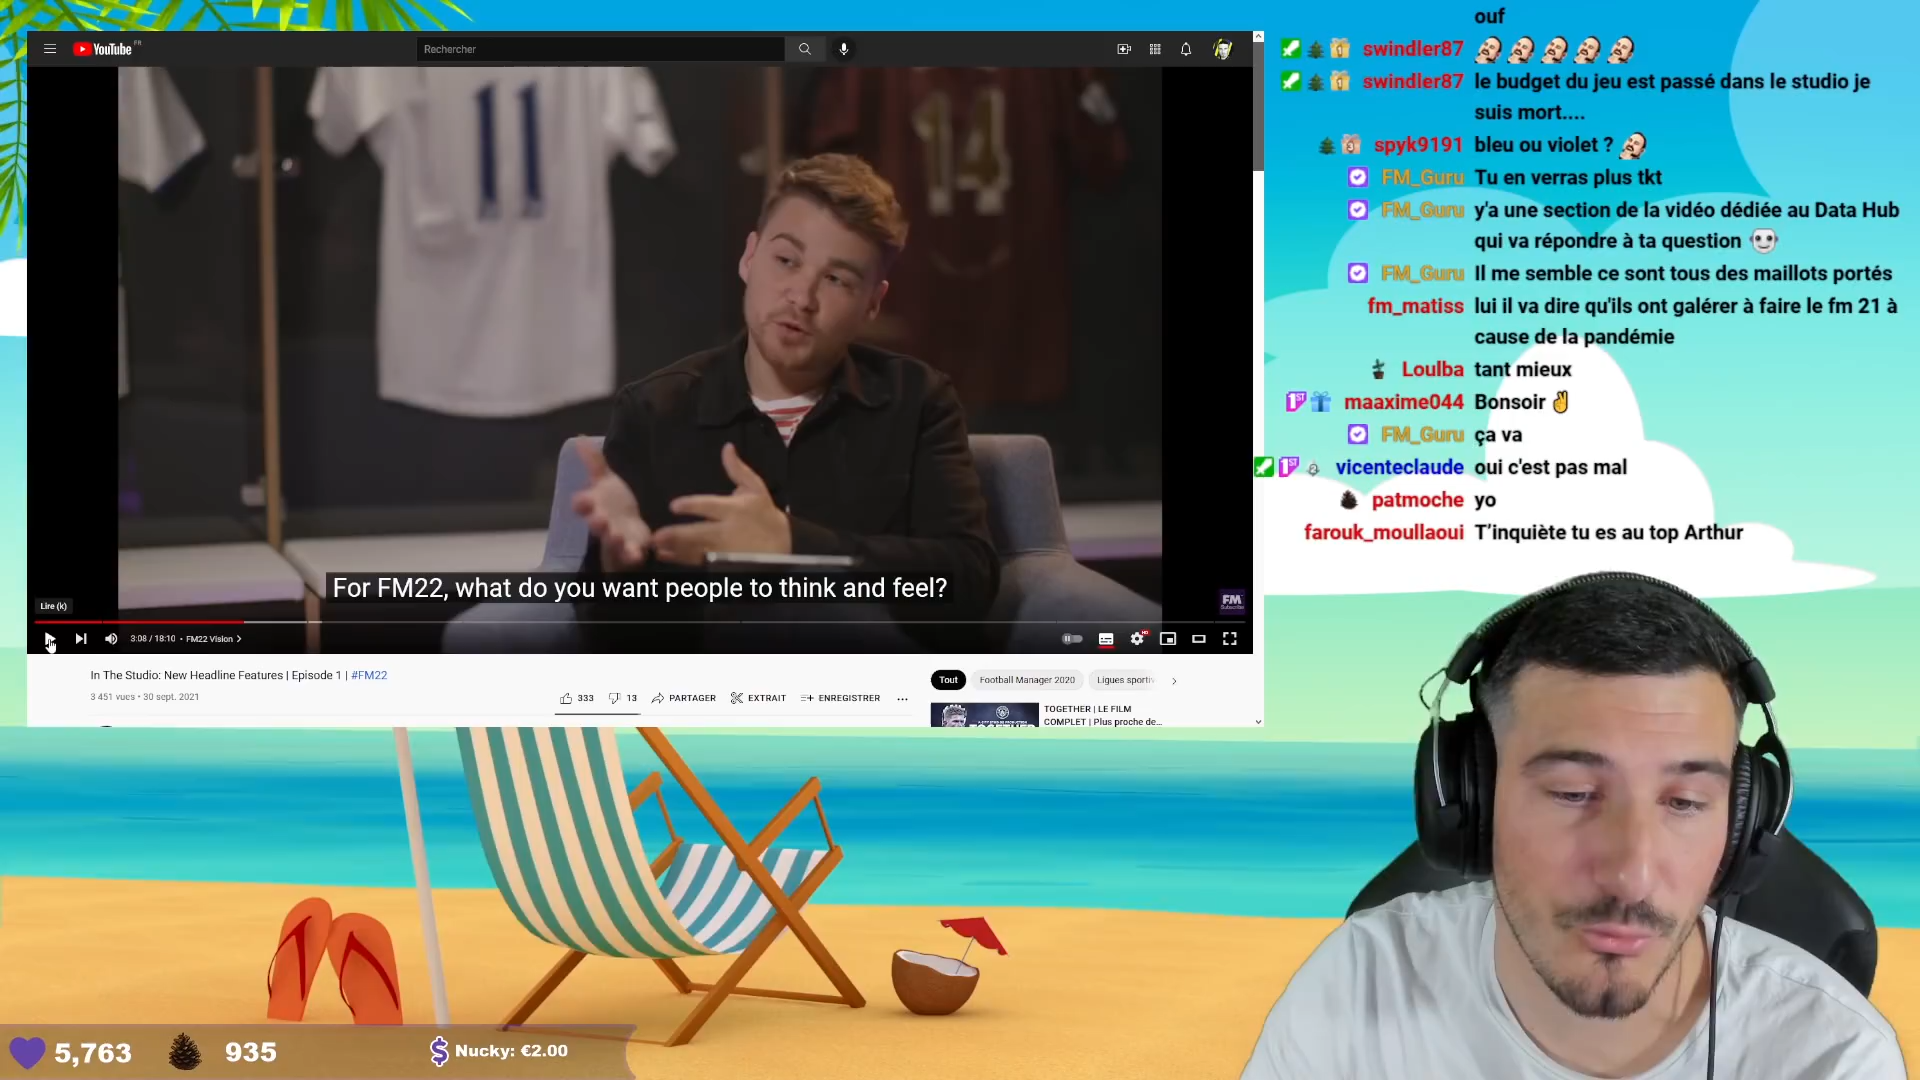 YouTube FR
Rechercher
11
14
For FM22, what do you want people to think and feel?
FM
Lire (k)
3:08 / 18:10 • FM22 Vision >
HD
In The Studio: New Headline Features | Episode 1 | #FM22
3 451 vues • 30 sept. 2021
333
13
PARTAGER
EXTRAIT
ENREGISTRER
...
Tout
Football Manager 2020
Ligues sporti
TOGETHER | LE FILM
COMPLET | Plus proche de...
ouf
swindler87
swindler87 le budget du jeu est passé dans le studio je
suis mort....
spyk9191 bleu ou violet ?
FM_Guru Tu en verras plus tkt
FM_Guru y'a une section de la vidéo dédiée au Data Hub
qui va répondre à ta question
FM_Guru Il me semble ce sont tous des maillots portés
fm_matiss lui il va dire qu'ils ont galérer à faire le fm 21 à
cause de la pandémie
Loulba tant mieux
1ST maaxime044 Bonsoir ✌
FM_Guru ça va
1ST 2 vicenteclaude oui c'est pas mal
patmoche yo
farouk_moullaoui T'inquiète tu es au top Arthur
5,763
935
$ Nucky: €2.00